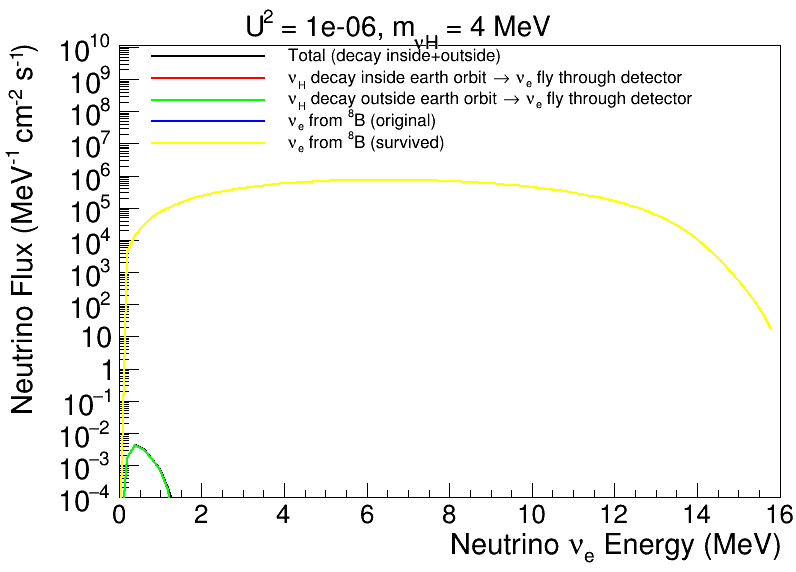 U² = 1e-06, m_νH = 4 MeV
Total (decay inside+outside)
ν_H decay inside earth orbit → ν_e fly through detector
ν_H decay outside earth orbit → ν_e fly through detector
ν_e from ⁸B (original)
ν_e from ⁸B (survived)
Neutrino Flux (MeV⁻¹ cm⁻² s⁻¹)
10¹⁰
10⁹
10⁸
10⁷
10⁶
10⁵
10⁴
10³
10²
10
1
10⁻¹
10⁻²
10⁻³
10⁻⁴
0 2 4 6 8 10 12 14 16
Neutrino ν_e Energy (MeV)